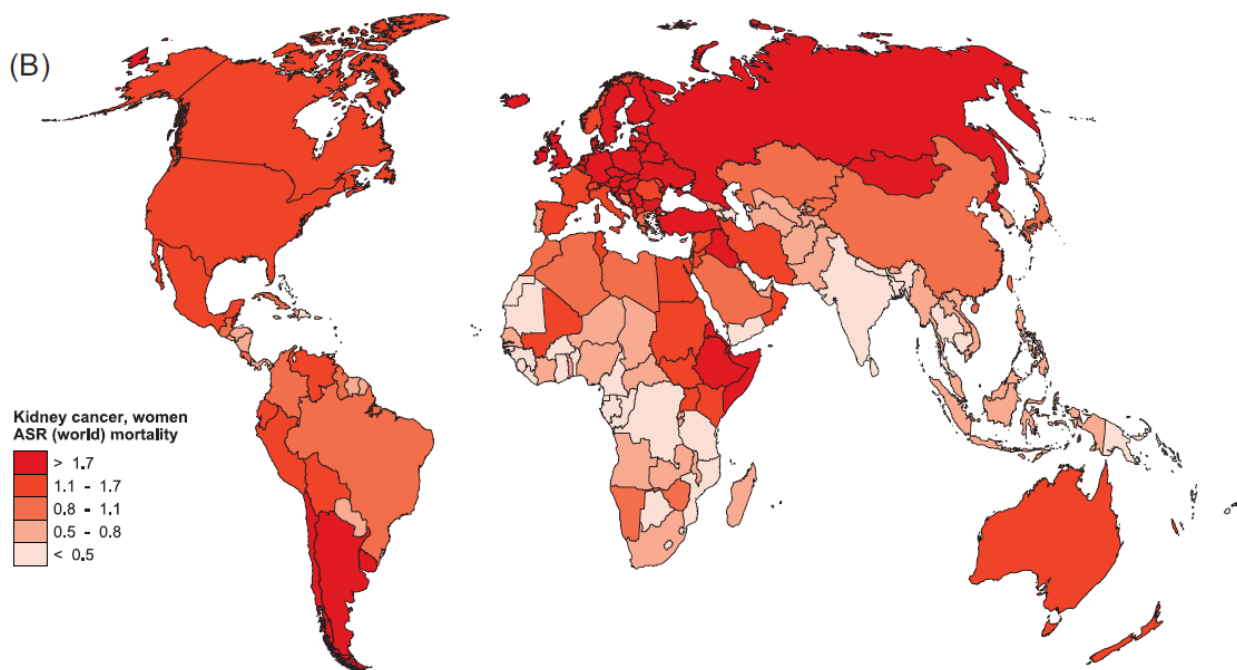 (B)
Kidney cancer, women
ASR (world) mortality
> 1.7
1.1 - 1.7
0.8 - 1.1
0.5 - 0.8
< 0.5